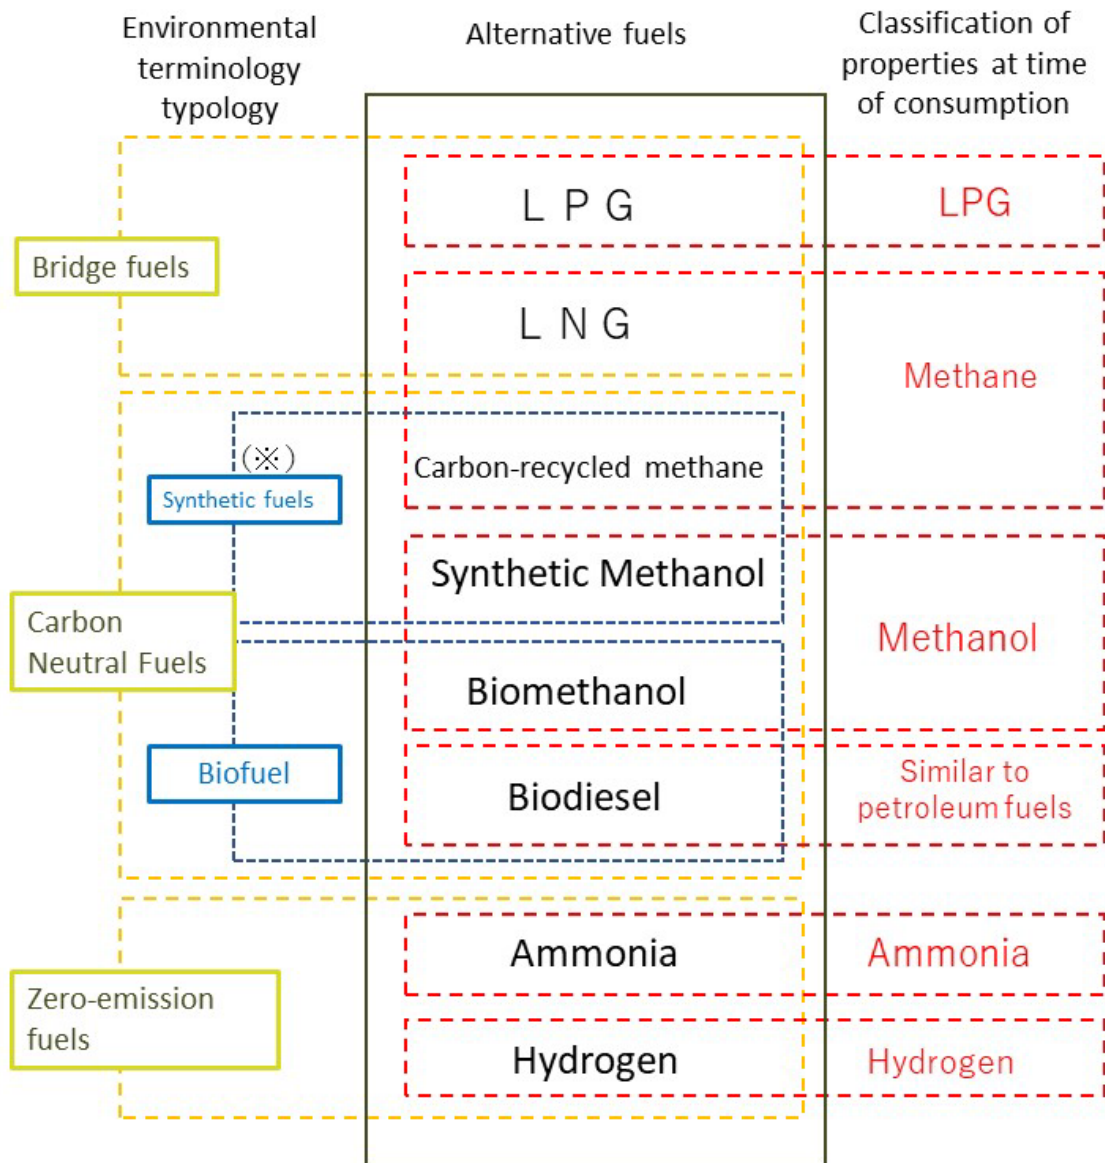 Environmental
terminology
typology
Alternative fuels
Classification of
properties at time
of consumption
Bridge fuels
L P G
LPG
L N G
Methane
(※)
Synthetic fuels
Carbon-recycled methane
Carbon
Neutral Fuels
Synthetic Methanol
Methanol
Biomethanol
Biofuel
Biodiesel
Similar to
petroleum fuels
Zero-emission
fuels
Ammonia
Ammonia
Hydrogen
Hydrogen